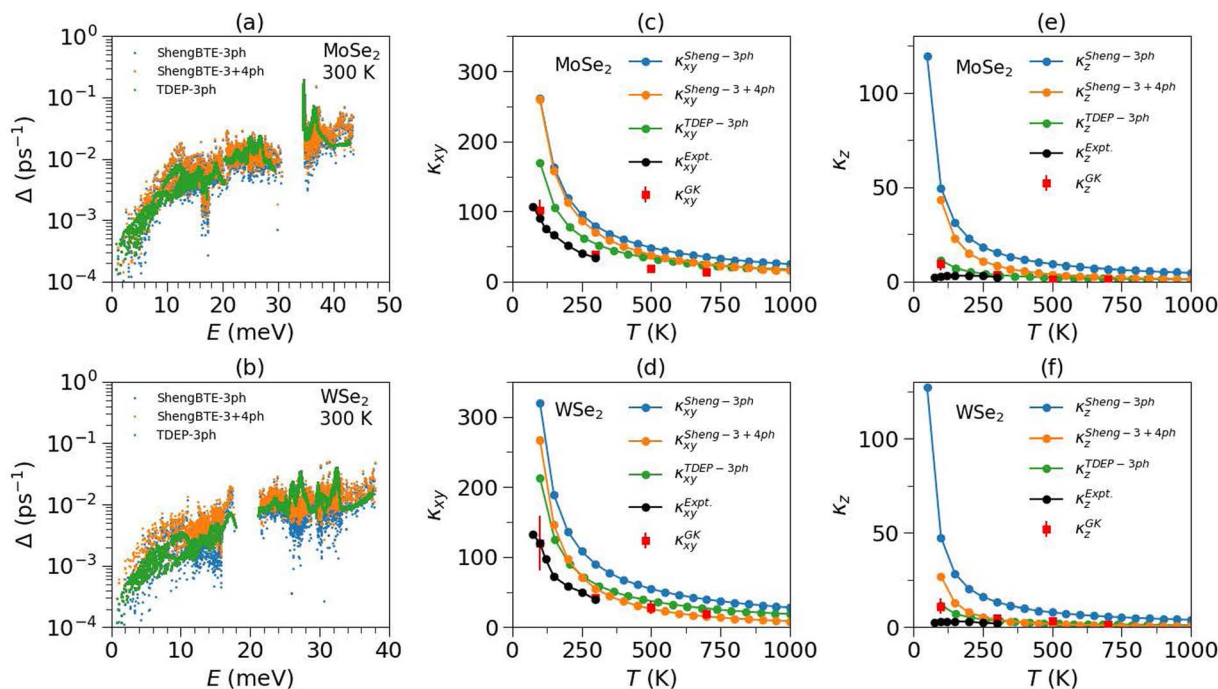 (a)
ShengBTE-3ph
ShengBTE-3+4ph
TDEP-3ph
MoSe₂
300 K
10⁰
10⁻¹
10⁻²
10⁻³
10⁻⁴
Δ (ps⁻¹)
0 10 20 30 40 50
E (meV)
(c)
MoSe₂
κxy^Sheng−3ph
κxy^Sheng−3+4ph
κxy^TDEP−3ph
κxy^Expt.
κxy^GK
300
200
100
0
κxy
0 250 500 750 1000
T (K)
(e)
MoSe₂
κz^Sheng−3ph
κz^Sheng−3+4ph
κz^TDEP−3ph
κz^Expt.
κz^GK
100
50
0
κz
0 250 500 750 1000
T (K)
(b)
ShengBTE-3ph
ShengBTE-3+4ph
TDEP-3ph
WSe₂
300 K
10⁰
10⁻¹
10⁻²
10⁻³
10⁻⁴
Δ (ps⁻¹)
0 10 20 30 40
E (meV)
(d)
WSe₂
κxy^Sheng−3ph
κxy^Sheng−3+4ph
κxy^TDEP−3ph
κxy^Expt.
κxy^GK
300
200
100
0
κxy
0 250 500 750 1000
T (K)
(f)
WSe₂
κz^Sheng−3ph
κz^Sheng−3+4ph
κz^TDEP−3ph
κz^Expt.
κz^GK
100
50
0
κz
0 250 500 750 1000
T (K)